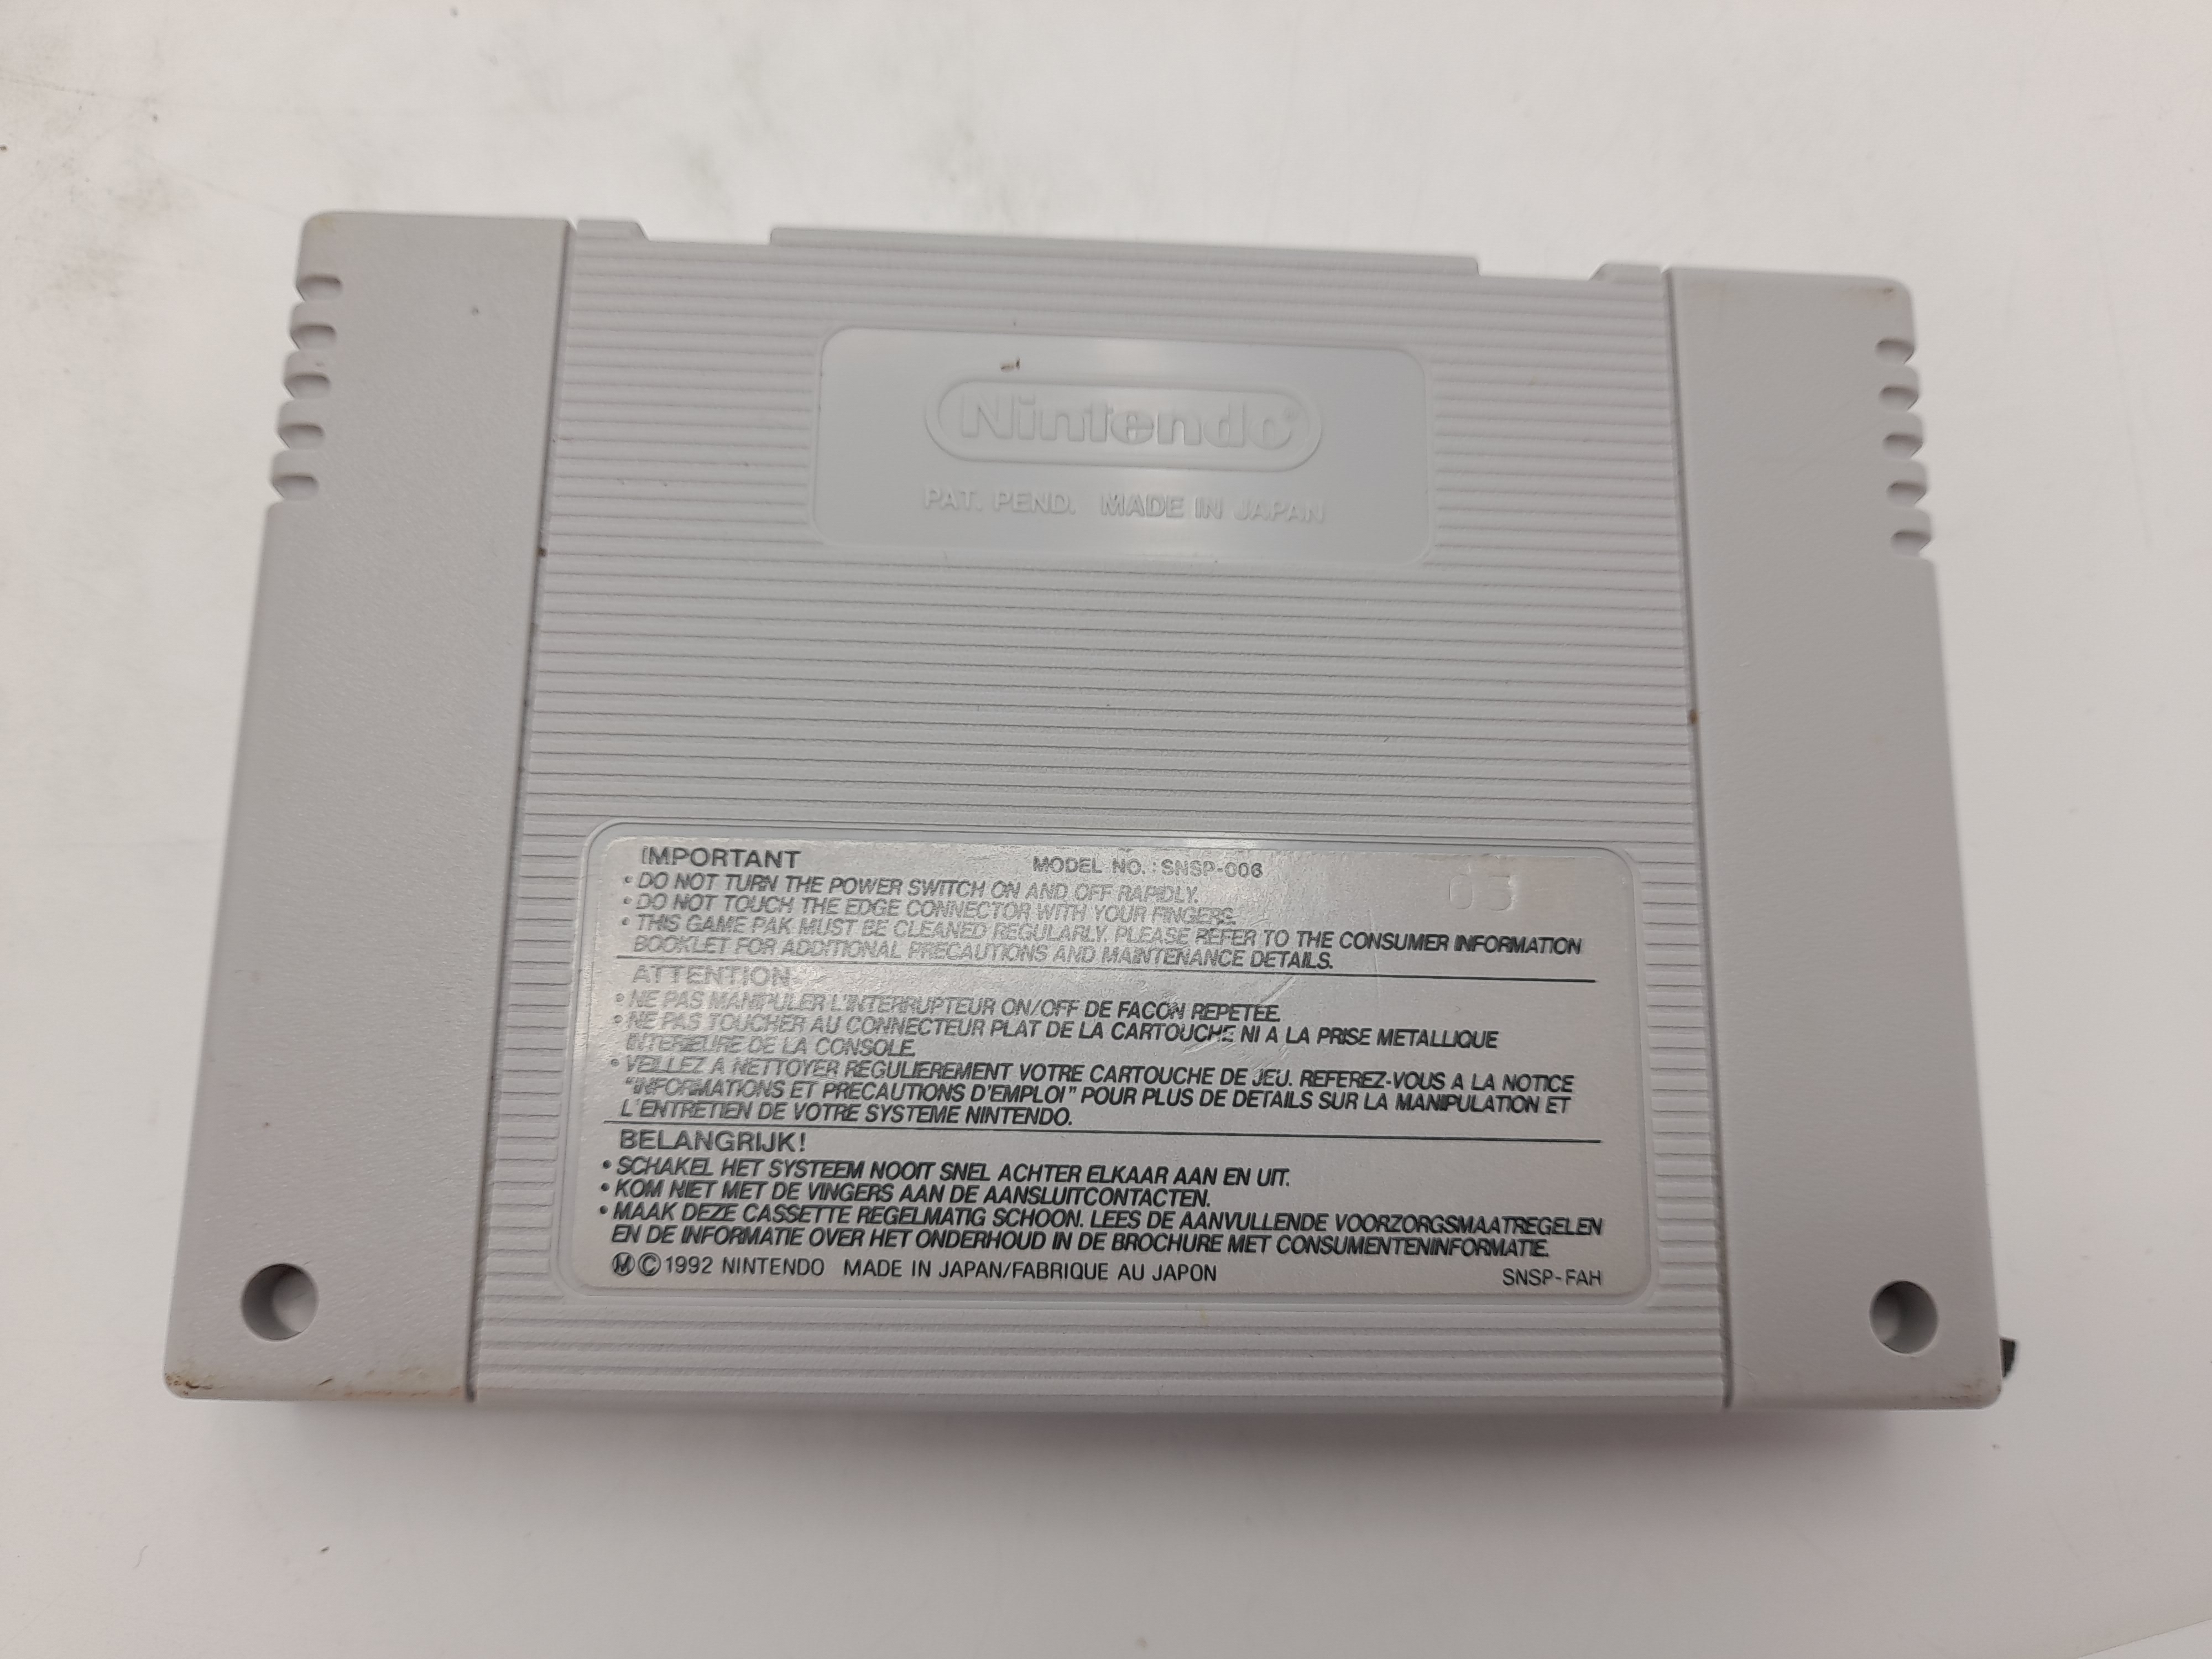 Nintendo®
PAT. PEND. MADE IN JAPAN
IMPORTANT MODEL NO. : SNSP-006
• DO NOT TURN THE POWER SWITCH ON AND OFF RAPIDLY.
• DO NOT TOUCH THE EDGE CONNECTOR WITH YOUR FINGERS.
• THIS GAME PAK MUST BE CLEANED REGULARLY. PLEASE REFER TO THE CONSUMER INFORMATION
BOOKLET FOR ADDITIONAL PRECAUTIONS AND MAINTENANCE DETAILS.
ATTENTION
• NE PAS MANIPULER L'INTERRUPTEUR ON/OFF DE FACON REPETEE.
• NE PAS TOUCHER AU CONNECTEUR PLAT DE LA CARTOUCHE NI A LA PRISE METALLIQUE
INTERIEURE DE LA CONSOLE.
• VEILLEZ A NETTOYER REGULIEREMENT VOTRE CARTOUCHE DE JEU. REFEREZ-VOUS A LA NOTICE
"INFORMATIONS ET PRECAUTIONS D'EMPLOI" POUR PLUS DE DETAILS SUR LA MANIPULATION ET
L'ENTRETIEN DE VOTRE SYSTEME NINTENDO.
BELANGRIJK!
• SCHAKEL HET SYSTEEM NOOIT SNEL ACHTER ELKAAR AAN EN UIT.
• KOM NIET MET DE VINGERS AAN DE AANSLUITCONTACTEN.
• MAAK DEZE CASSETTE REGELMATIG SCHOON. LEES DE AANVULLENDE VOORZORGSMAATREGELEN
EN DE INFORMATIE OVER HET ONDERHOUD IN DE BROCHURE MET CONSUMENTENINFORMATIE.
Ⓜ©1992 NINTENDO MADE IN JAPAN/FABRIQUE AU JAPON SNSP-FAH